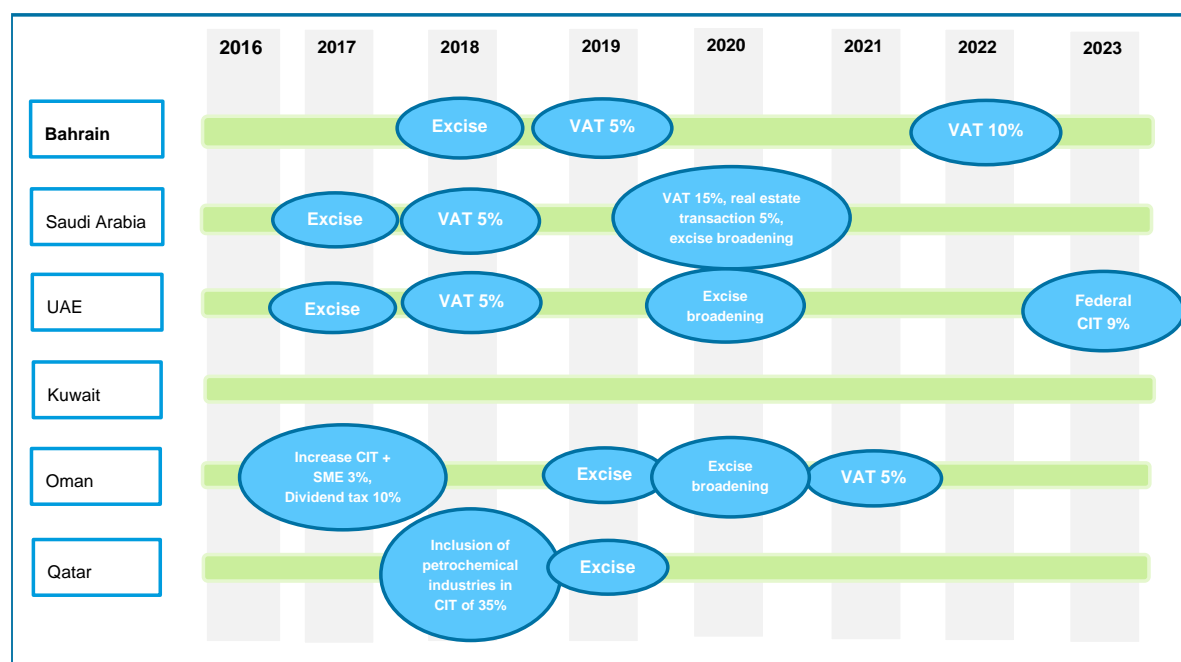 2016 2017 2018 2019 2020 2021 2022 2023
Bahrain
Excise
VAT 5%
VAT 10%
Saudi Arabia
Excise
VAT 5%
VAT 15%, real estate
transaction 5%,
excise broadening
UAE
Excise
VAT 5%
Excise
broadening
Federal
CIT 9%
Kuwait
Oman
Increase CIT +
SME 3%,
Dividend tax 10%
Excise
Excise
broadening
VAT 5%
Qatar
Inclusion of
petrochemical
industries in
CIT of 35%
Excise